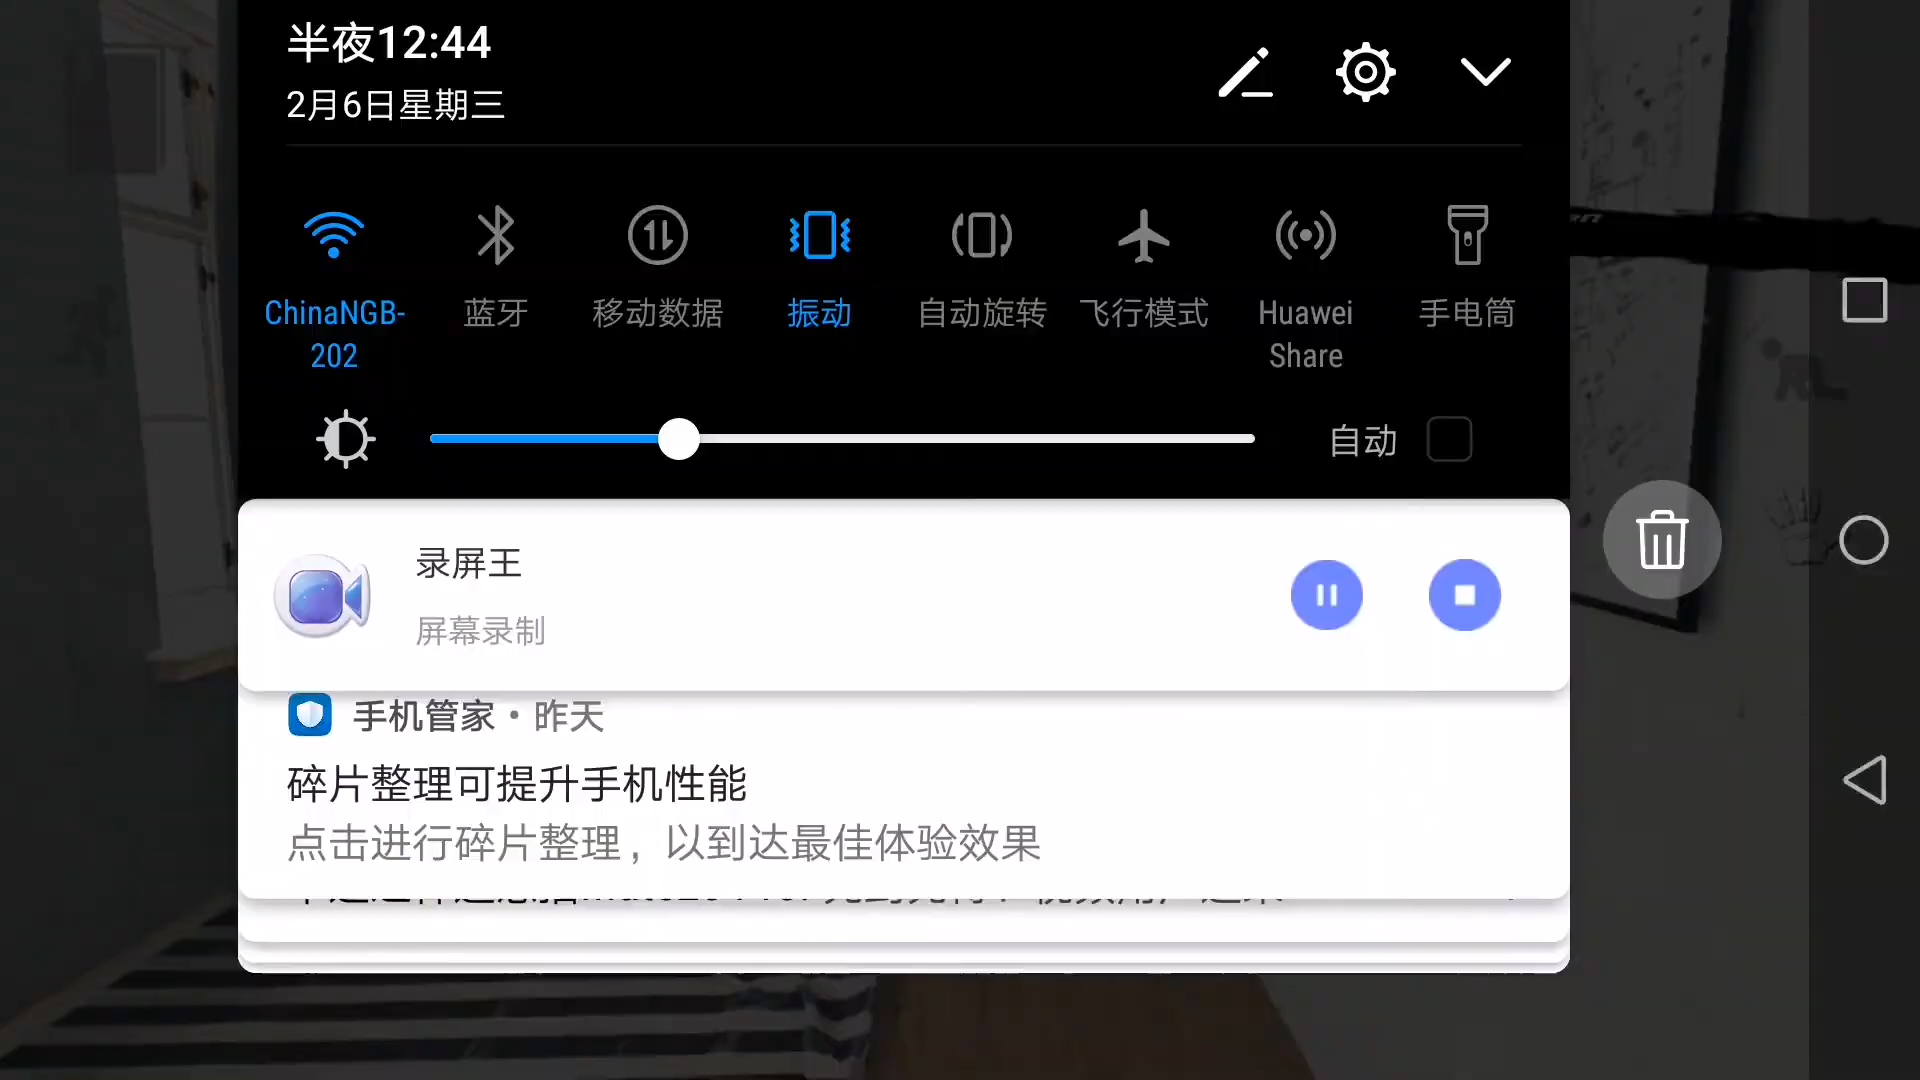 半夜12:44
2月6日星期三
ChinaNGB-
202
蓝牙
移动数据
振动
自动旋转
飞行模式
Huawei
Share
手电筒
自动
录屏王
屏幕录制
手机管家 • 昨天
碎片整理可提升手机性能
点击进行碎片整理，以到达最佳体验效果